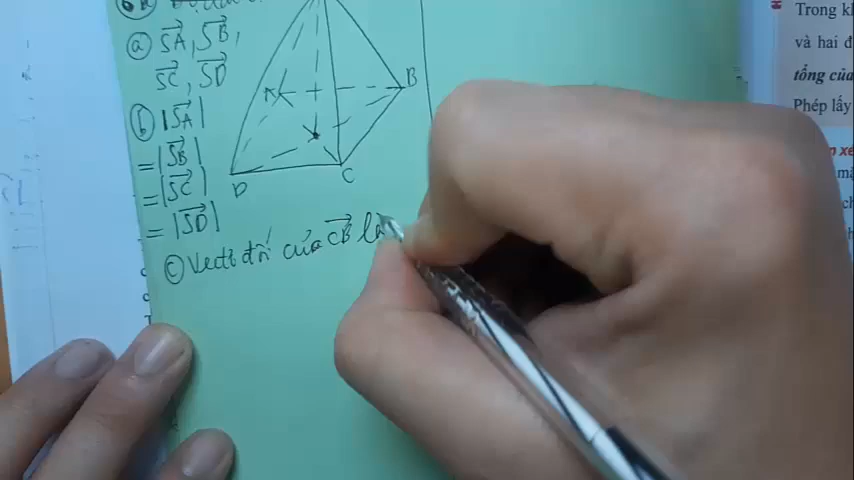 (a) SA, SB,
SC, SD
(b) |SA|
= |SB|
= |SC|
= |SD|
A
B
D
C
(c) Vectơ đối của CB là
Trong k
và hai đ
tổng của
Phép lấy